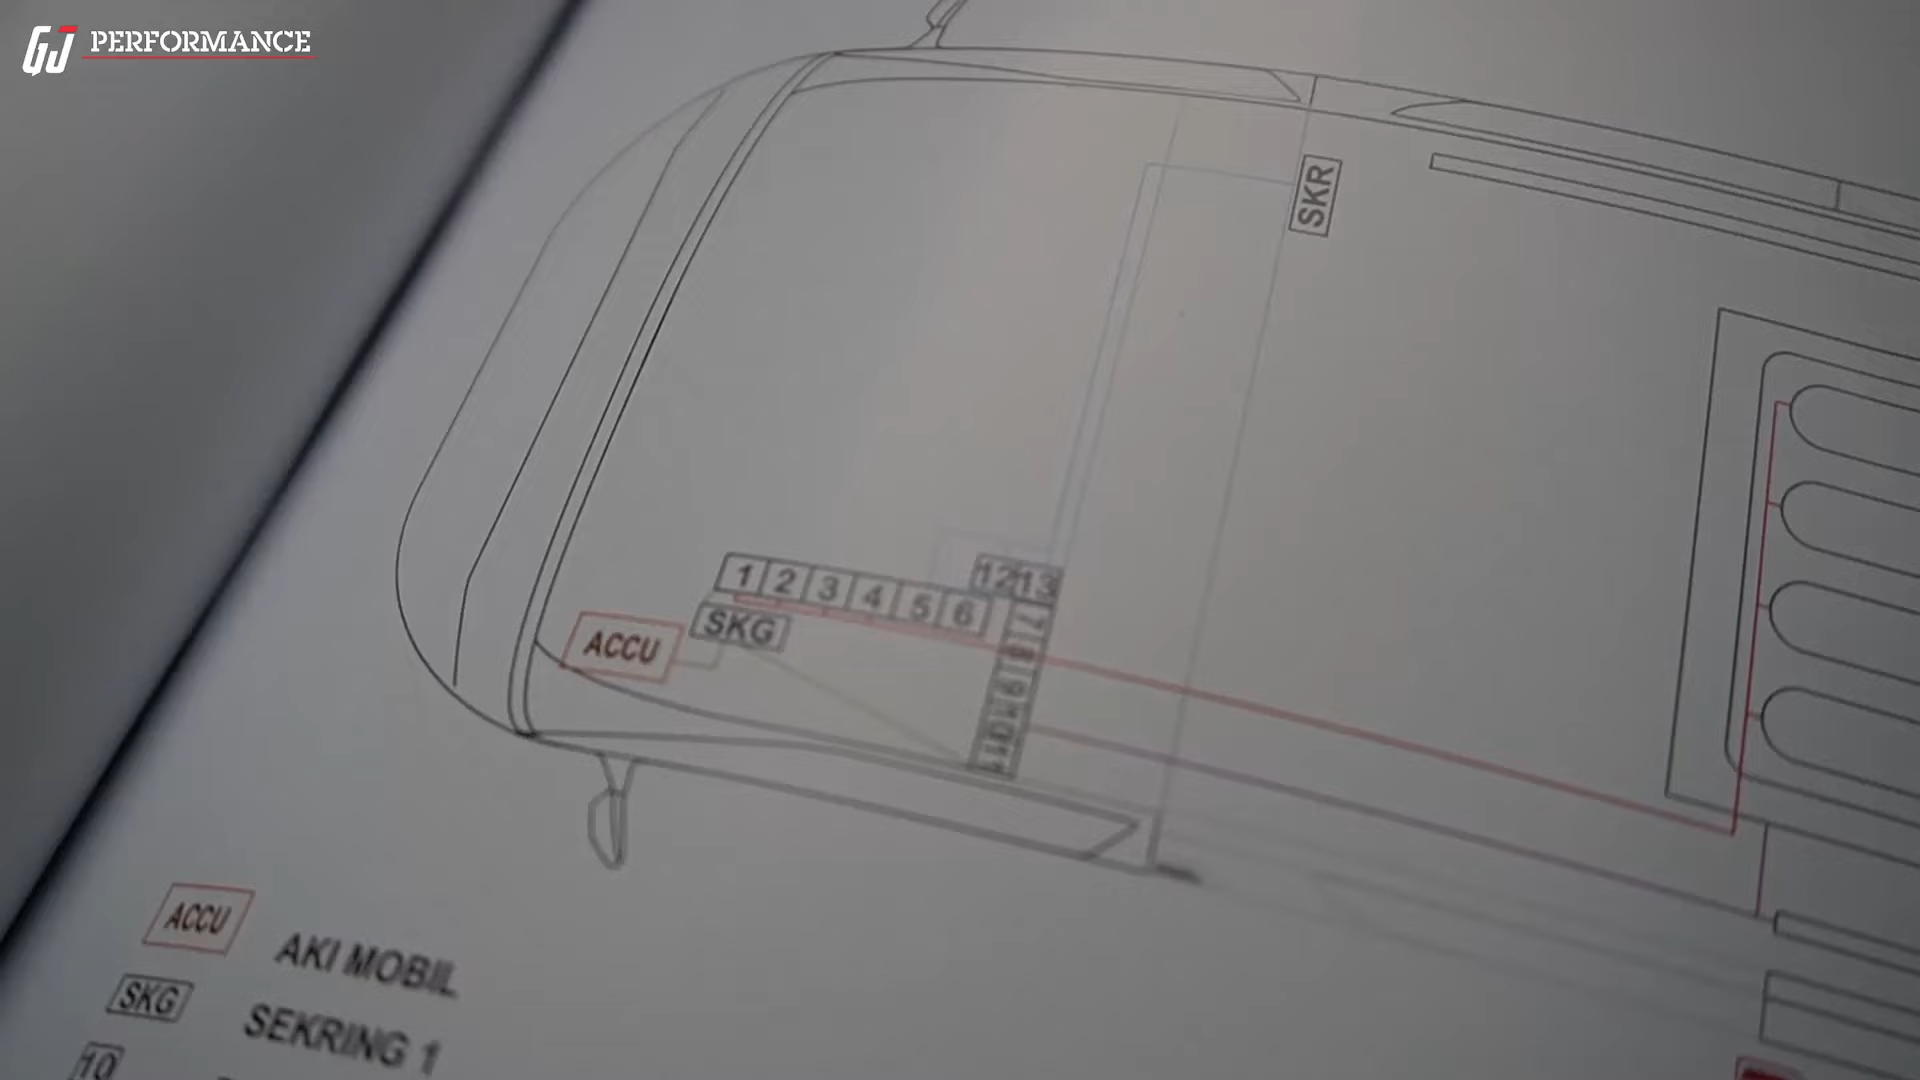 GJ PERFORMANCE
SKR
1 2 3 4 5 6
12 13
7
8
9
10
11
ACCU
SKG
ACCU AKI MOBIL
SKG SEKRING 1
10